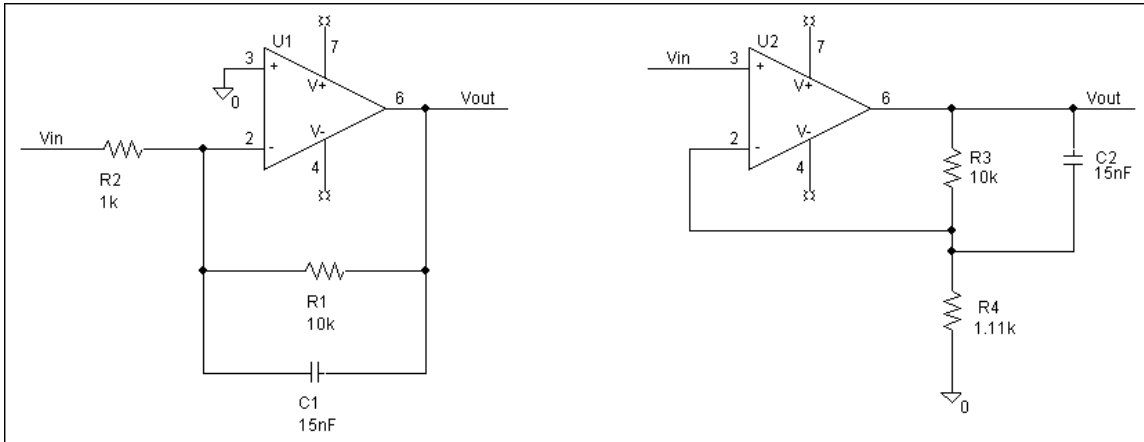 U1
7
3
+
V+
0
6
Vout
Vin
2
-
V-
4
R2
1k
R1
10k
C1
15nF
U2
7
Vin
3
+
V+
6
Vout
2
-
V-
4
R3
10k
C2
15nF
R4
1.11k
0